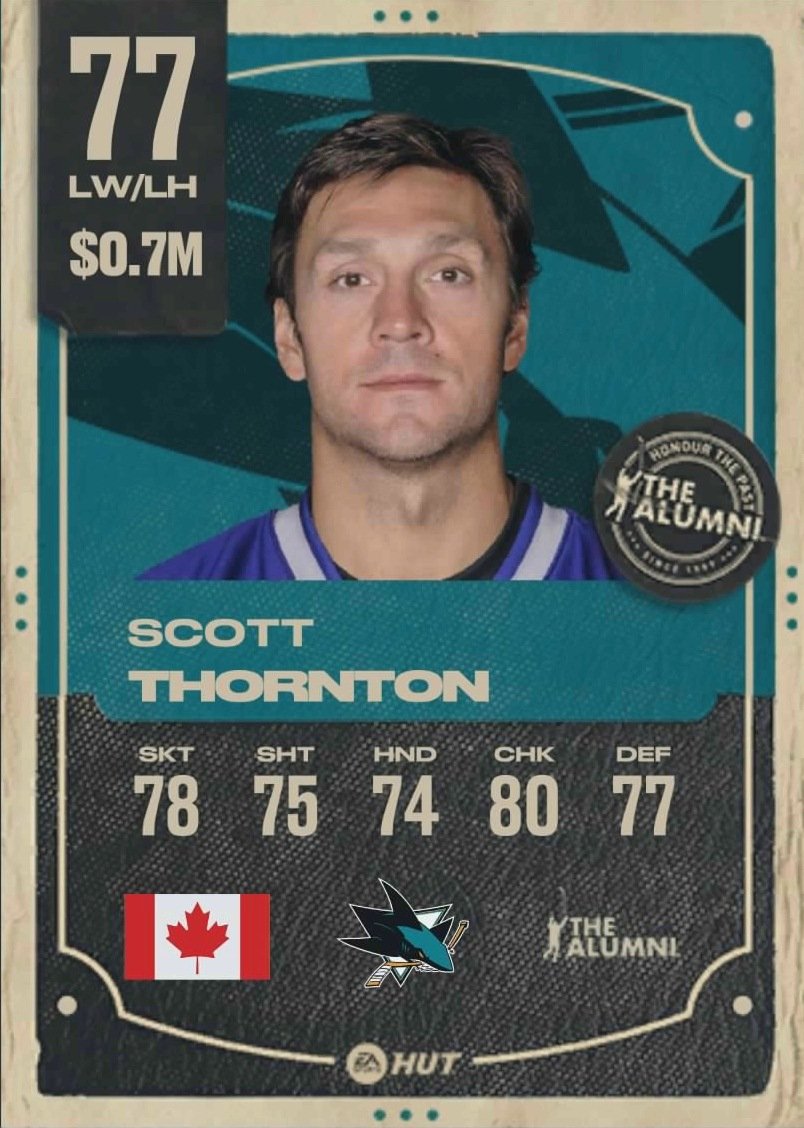 77
LW/LH
$0.7M
HONOUR THE PAST
THE
ALUMNI
SCOTT
THORNTON
SKT SHT HND CHK DEF
78 75 74 80 77
THE
ALUMNI
EA
HUT